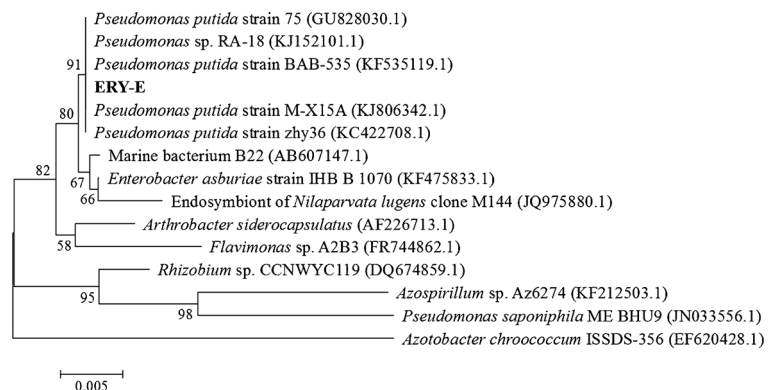 Pseudomonas putida strain 75 (GU828030.1)
Pseudomonas sp. RA-18 (KJ152101.1)
91 Pseudomonas putida strain BAB-535 (KF535119.1)
ERY-E
80 Pseudomonas putida strain M-X15A (KJ806342.1)
Pseudomonas putida strain zhy36 (KC422708.1)
Marine bacterium B22 (AB607147.1)
82
67 Enterobacter asburiae strain IHB B 1070 (KF475833.1)
66 Endosymbiont of Nilaparvata lugens clone M144 (JQ975880.1)
Arthrobacter siderocapsulatus (AF226713.1)
58 Flavimonas sp. A2B3 (FR744862.1)
Rhizobium sp. CCNWYC119 (DQ674859.1)
95 Azospirillum sp. Az6274 (KF212503.1)
98 Pseudomonas saponiphila ME BHU9 (JN033556.1)
Azotobacter chroococcum ISSDS-356 (EF620428.1)
0.005